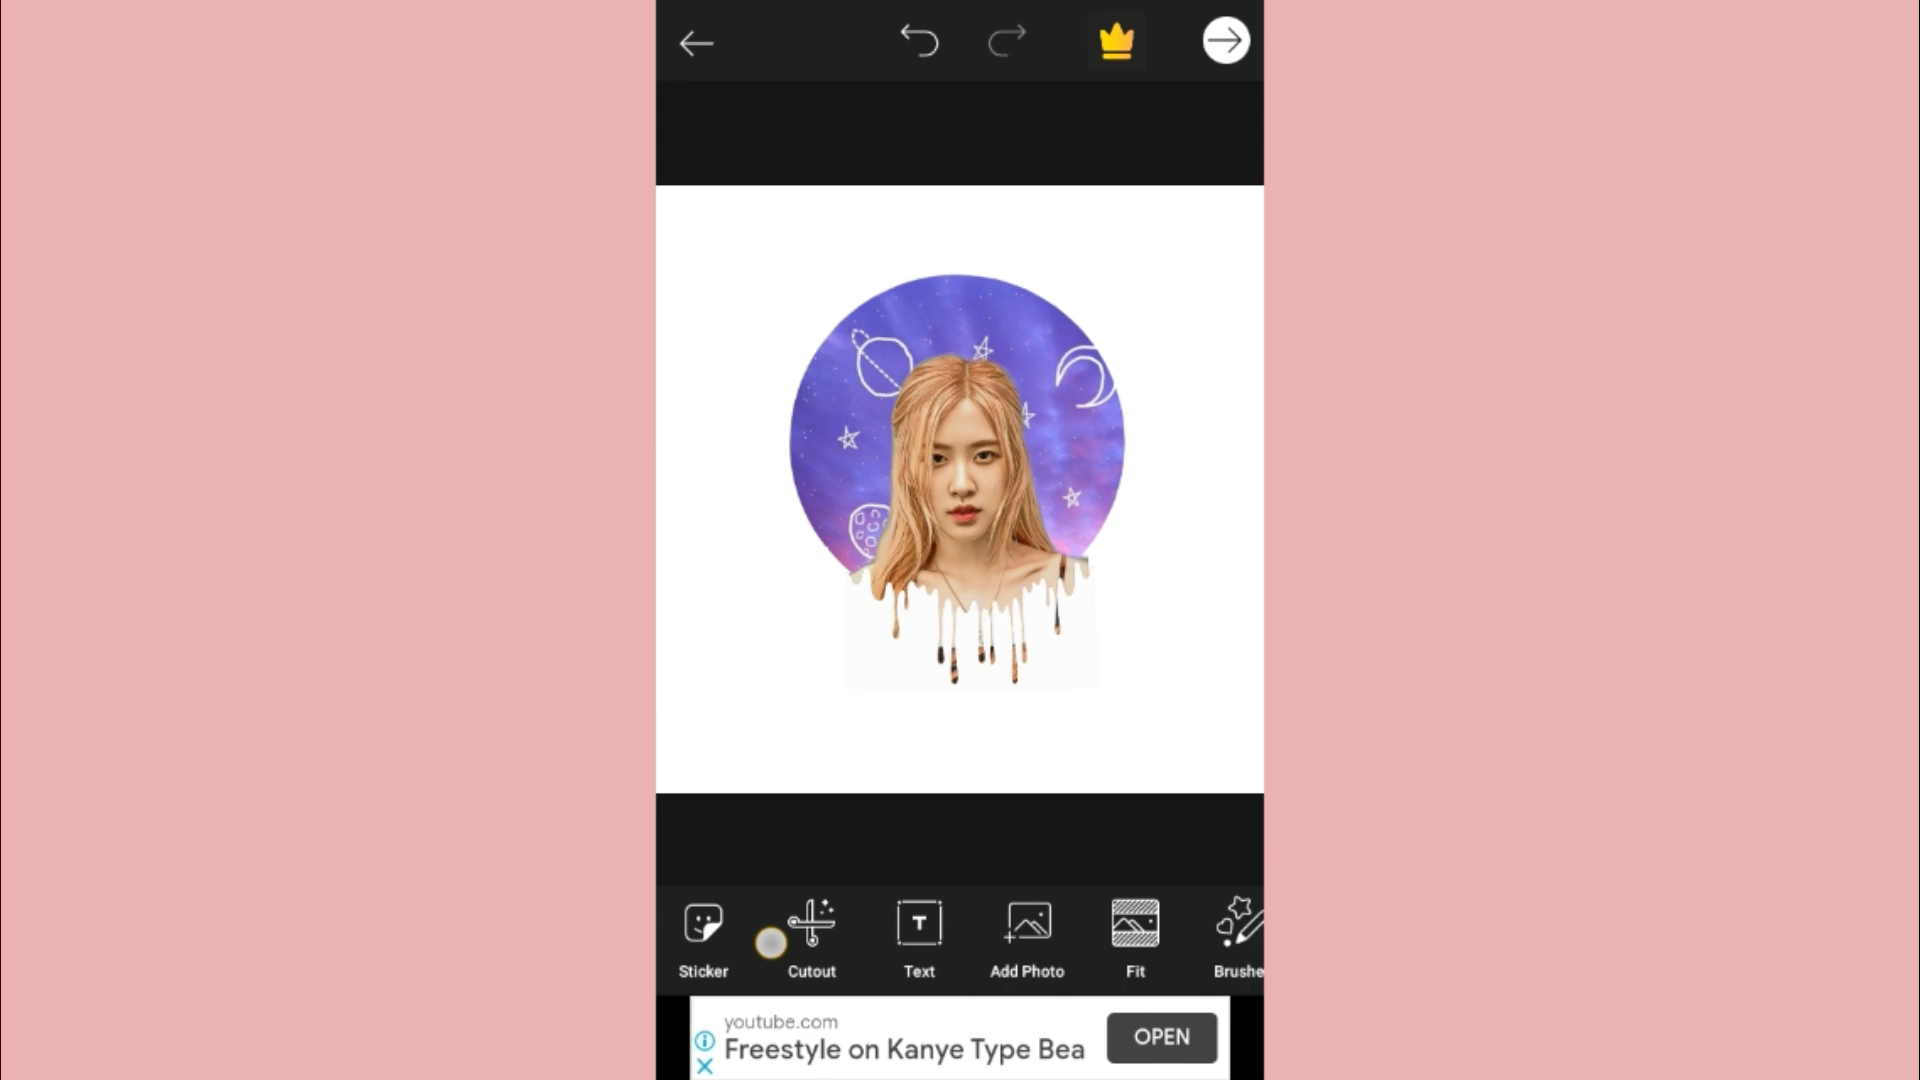 Sticker
Cutout
Text
Add Photo
Fit
Brushe
youtube.com
Freestyle on Kanye Type Bea
OPEN